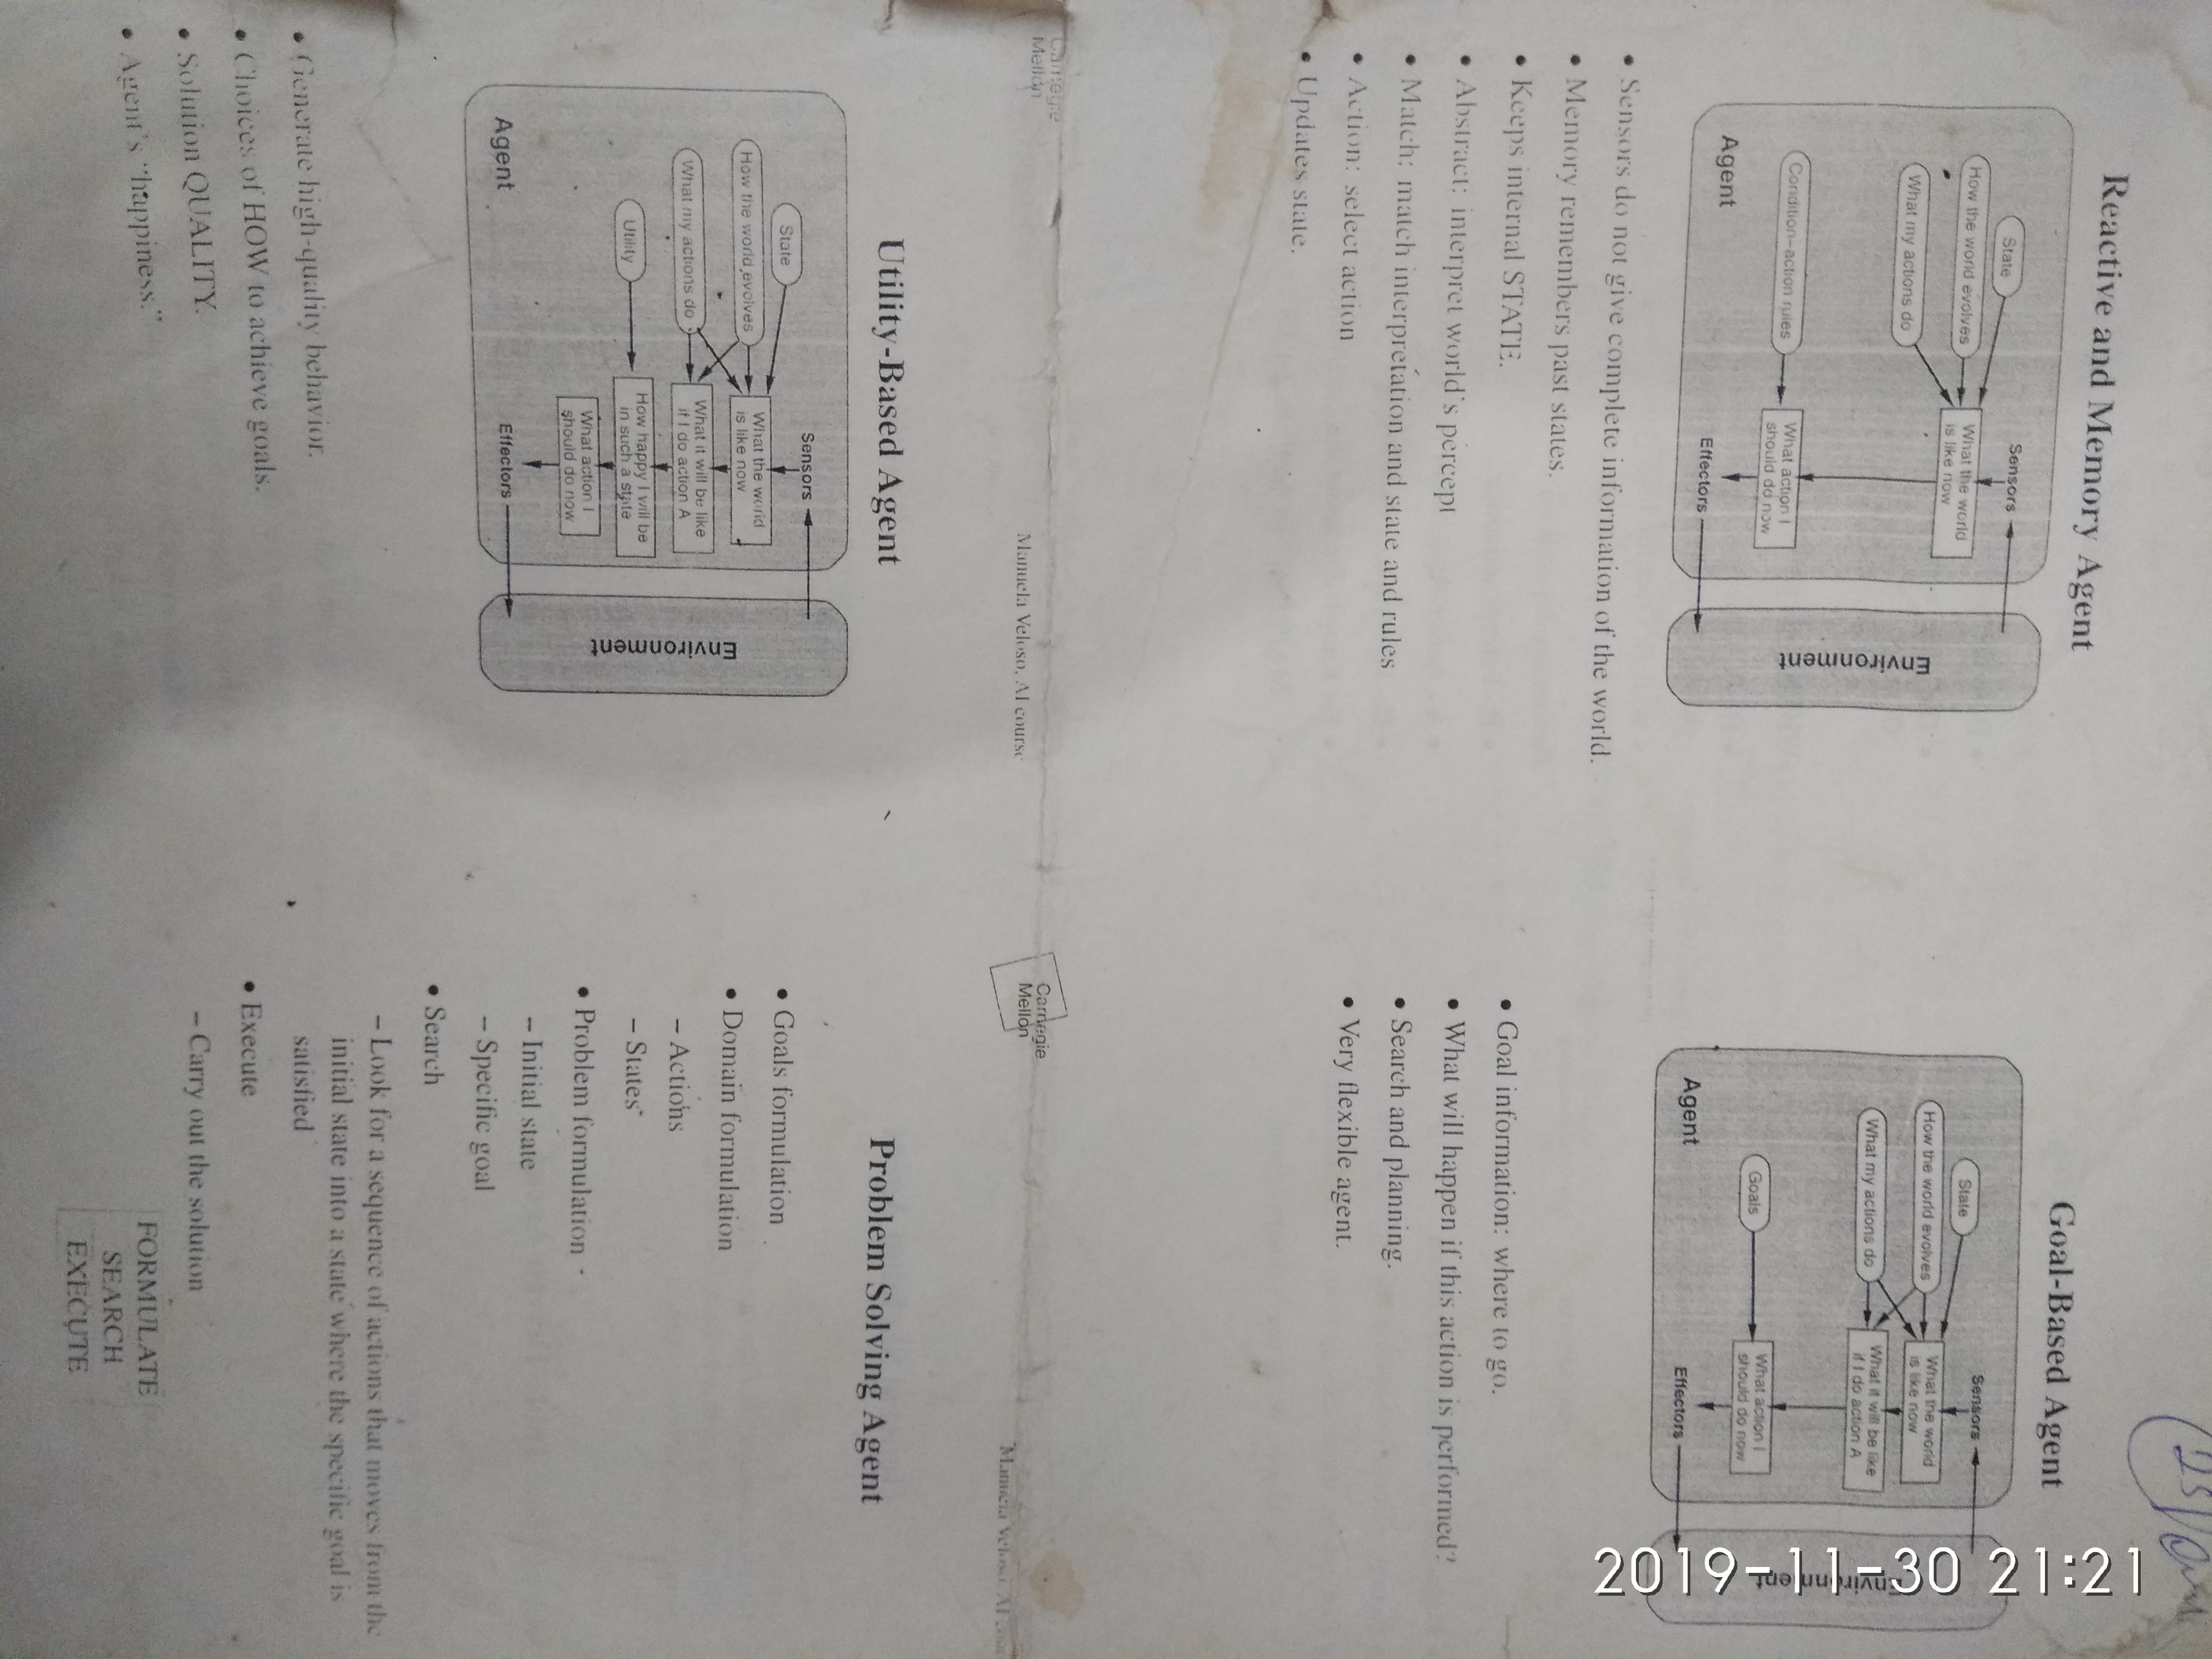 Reactive and Memory Agent
State
How the world evolves
What my actions do
Condition-action rules
Agent
Sensors
What the world
is like now
What action I
should do now
Effectors
Environment
• Sensors do not give complete information of the world.
• Memory remembers past states.
• Keeps internal STATE.
• Abstract: interpret world's percept
• Match: match interpretation and state and rules
• Action: select action
• Updates state.
Carnegie
Mellon
Manuela Veloso, AI course
Goal-Based Agent
State
How the world evolves
What my actions do
Goals
Agent
Sensors
What the world
is like now
What it will be like
if I do action A
What action I
should do now
Effectors
Environment
• Goal information: where to go.
• What will happen if this action is performed?
• Search and planning.
• Very flexible agent.
Carnegie
Mellon
Manuela Veloso AI
Utility-Based Agent
State
How the world evolves
What my actions do
Utility
Agent
Sensors
What the world
is like now
What it will be like
if I do action A
How happy I will be
in such a state
What action I
should do now
Effectors
Environment
• Generate high-quality behavior.
• Choices of HOW to achieve goals.
• Solution QUALITY.
• Agent's "happiness."
Problem Solving Agent
• Goals formulation
• Domain formulation
– Actions
– States
• Problem formulation
– Initial state
– Specific goal
• Search
– Look for a sequence of actions that moves from the
initial state into a state where the specific goal is
satisfied
• Execute
– Carry out the solution
FORMULATE
SEARCH
EXECUTE
2019-11-30 21:21